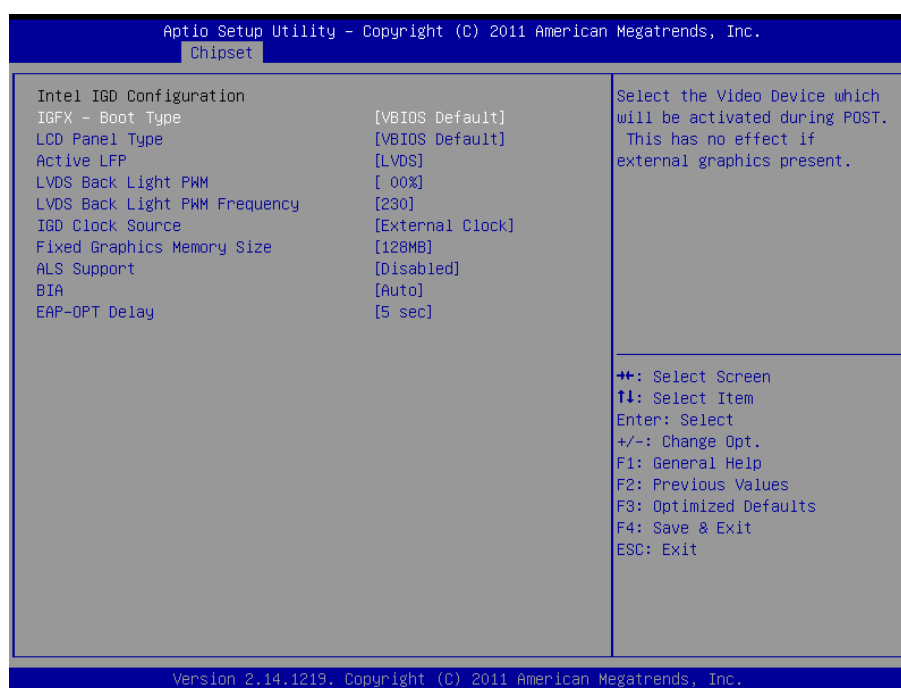 Aptio Setup Utility – Copyright (C) 2011 American Megatrends, Inc.
Chipset
Intel IGD Configuration
IGFX – Boot Type [VBIOS Default]
LCD Panel Type [VBIOS Default]
Active LFP [LVDS]
LVDS Back Light PWM [ 00%]
LVDS Back Light PWM Frequency [230]
IGD Clock Source [External Clock]
Fixed Graphics Memory Size [128MB]
ALS Support [Disabled]
BIA [Auto]
EAP-OPT Delay [5 sec]
Select the Video Device which
will be activated during POST.
This has no effect if
external graphics present.
→←: Select Screen
↑↓: Select Item
Enter: Select
+/-: Change Opt.
F1: General Help
F2: Previous Values
F3: Optimized Defaults
F4: Save & Exit
ESC: Exit
Version 2.14.1219. Copyright (C) 2011 American Megatrends, Inc.